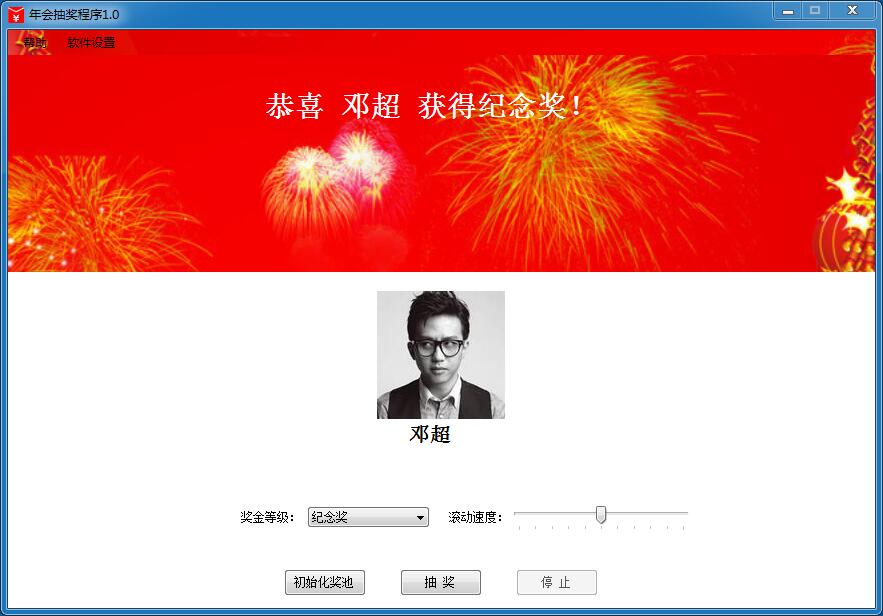 年会抽奖程序1.0
帮助 软件设置
恭喜 邓超 获得纪念奖!
邓超
奖金等级： 纪念奖 滚动速度：
初始化奖池 抽 奖 停 止